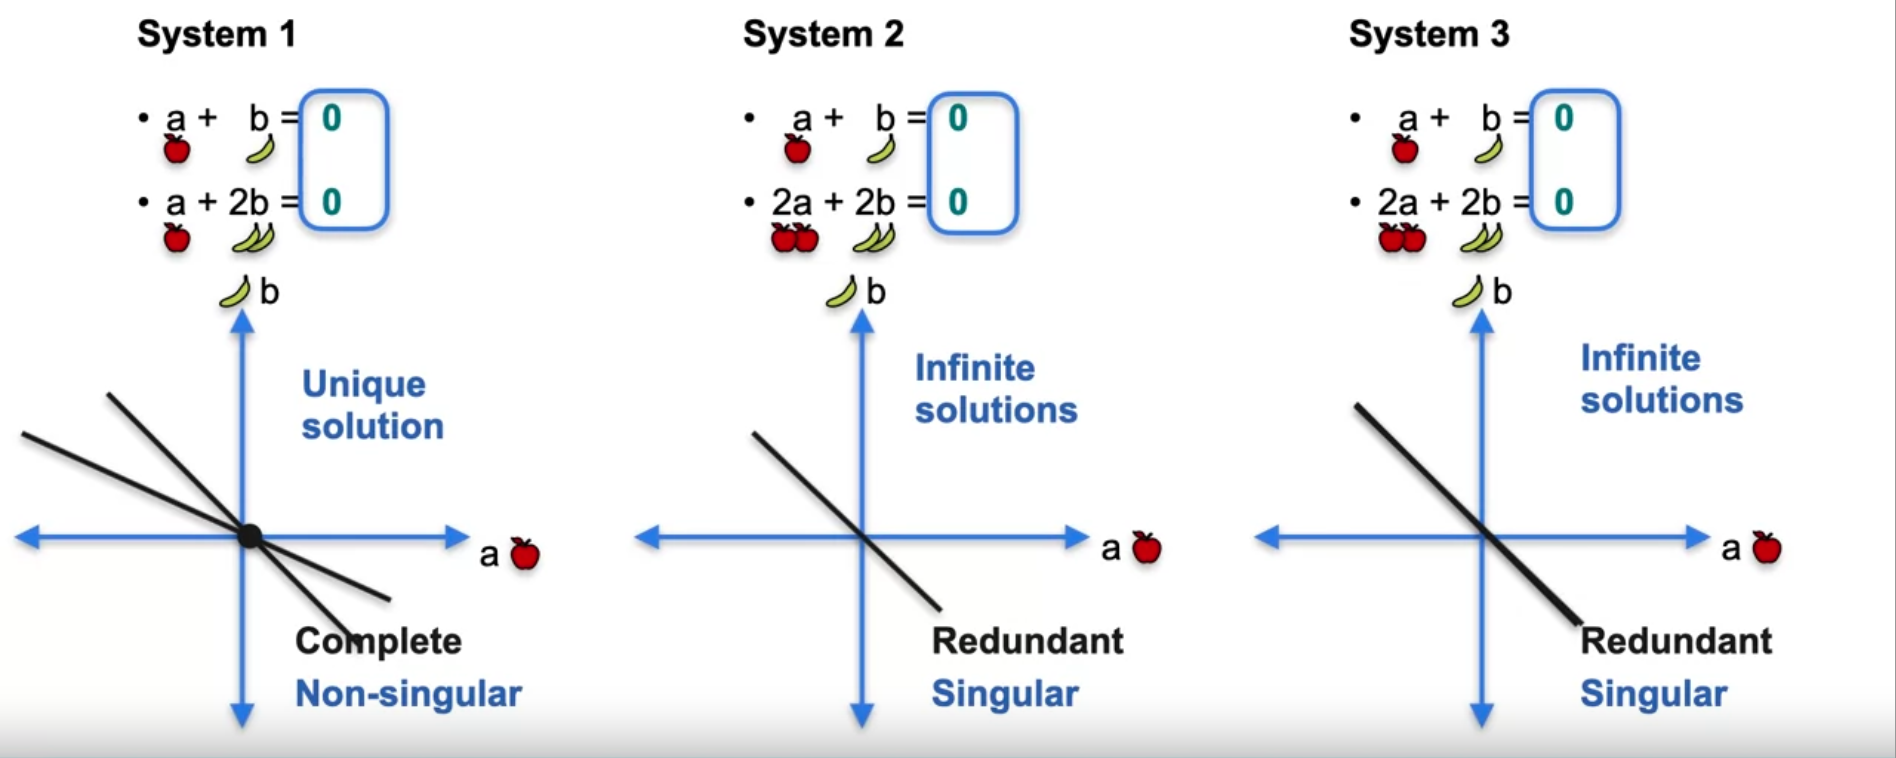 System 1
• a + b = 0
• a + 2b = 0
b
Unique
solution
a
Complete
Non-singular
System 2
• a + b = 0
• 2a + 2b = 0
b
Infinite
solutions
a
Redundant
Singular
System 3
• a + b = 0
• 2a + 2b = 0
b
Infinite
solutions
a
Redundant
Singular